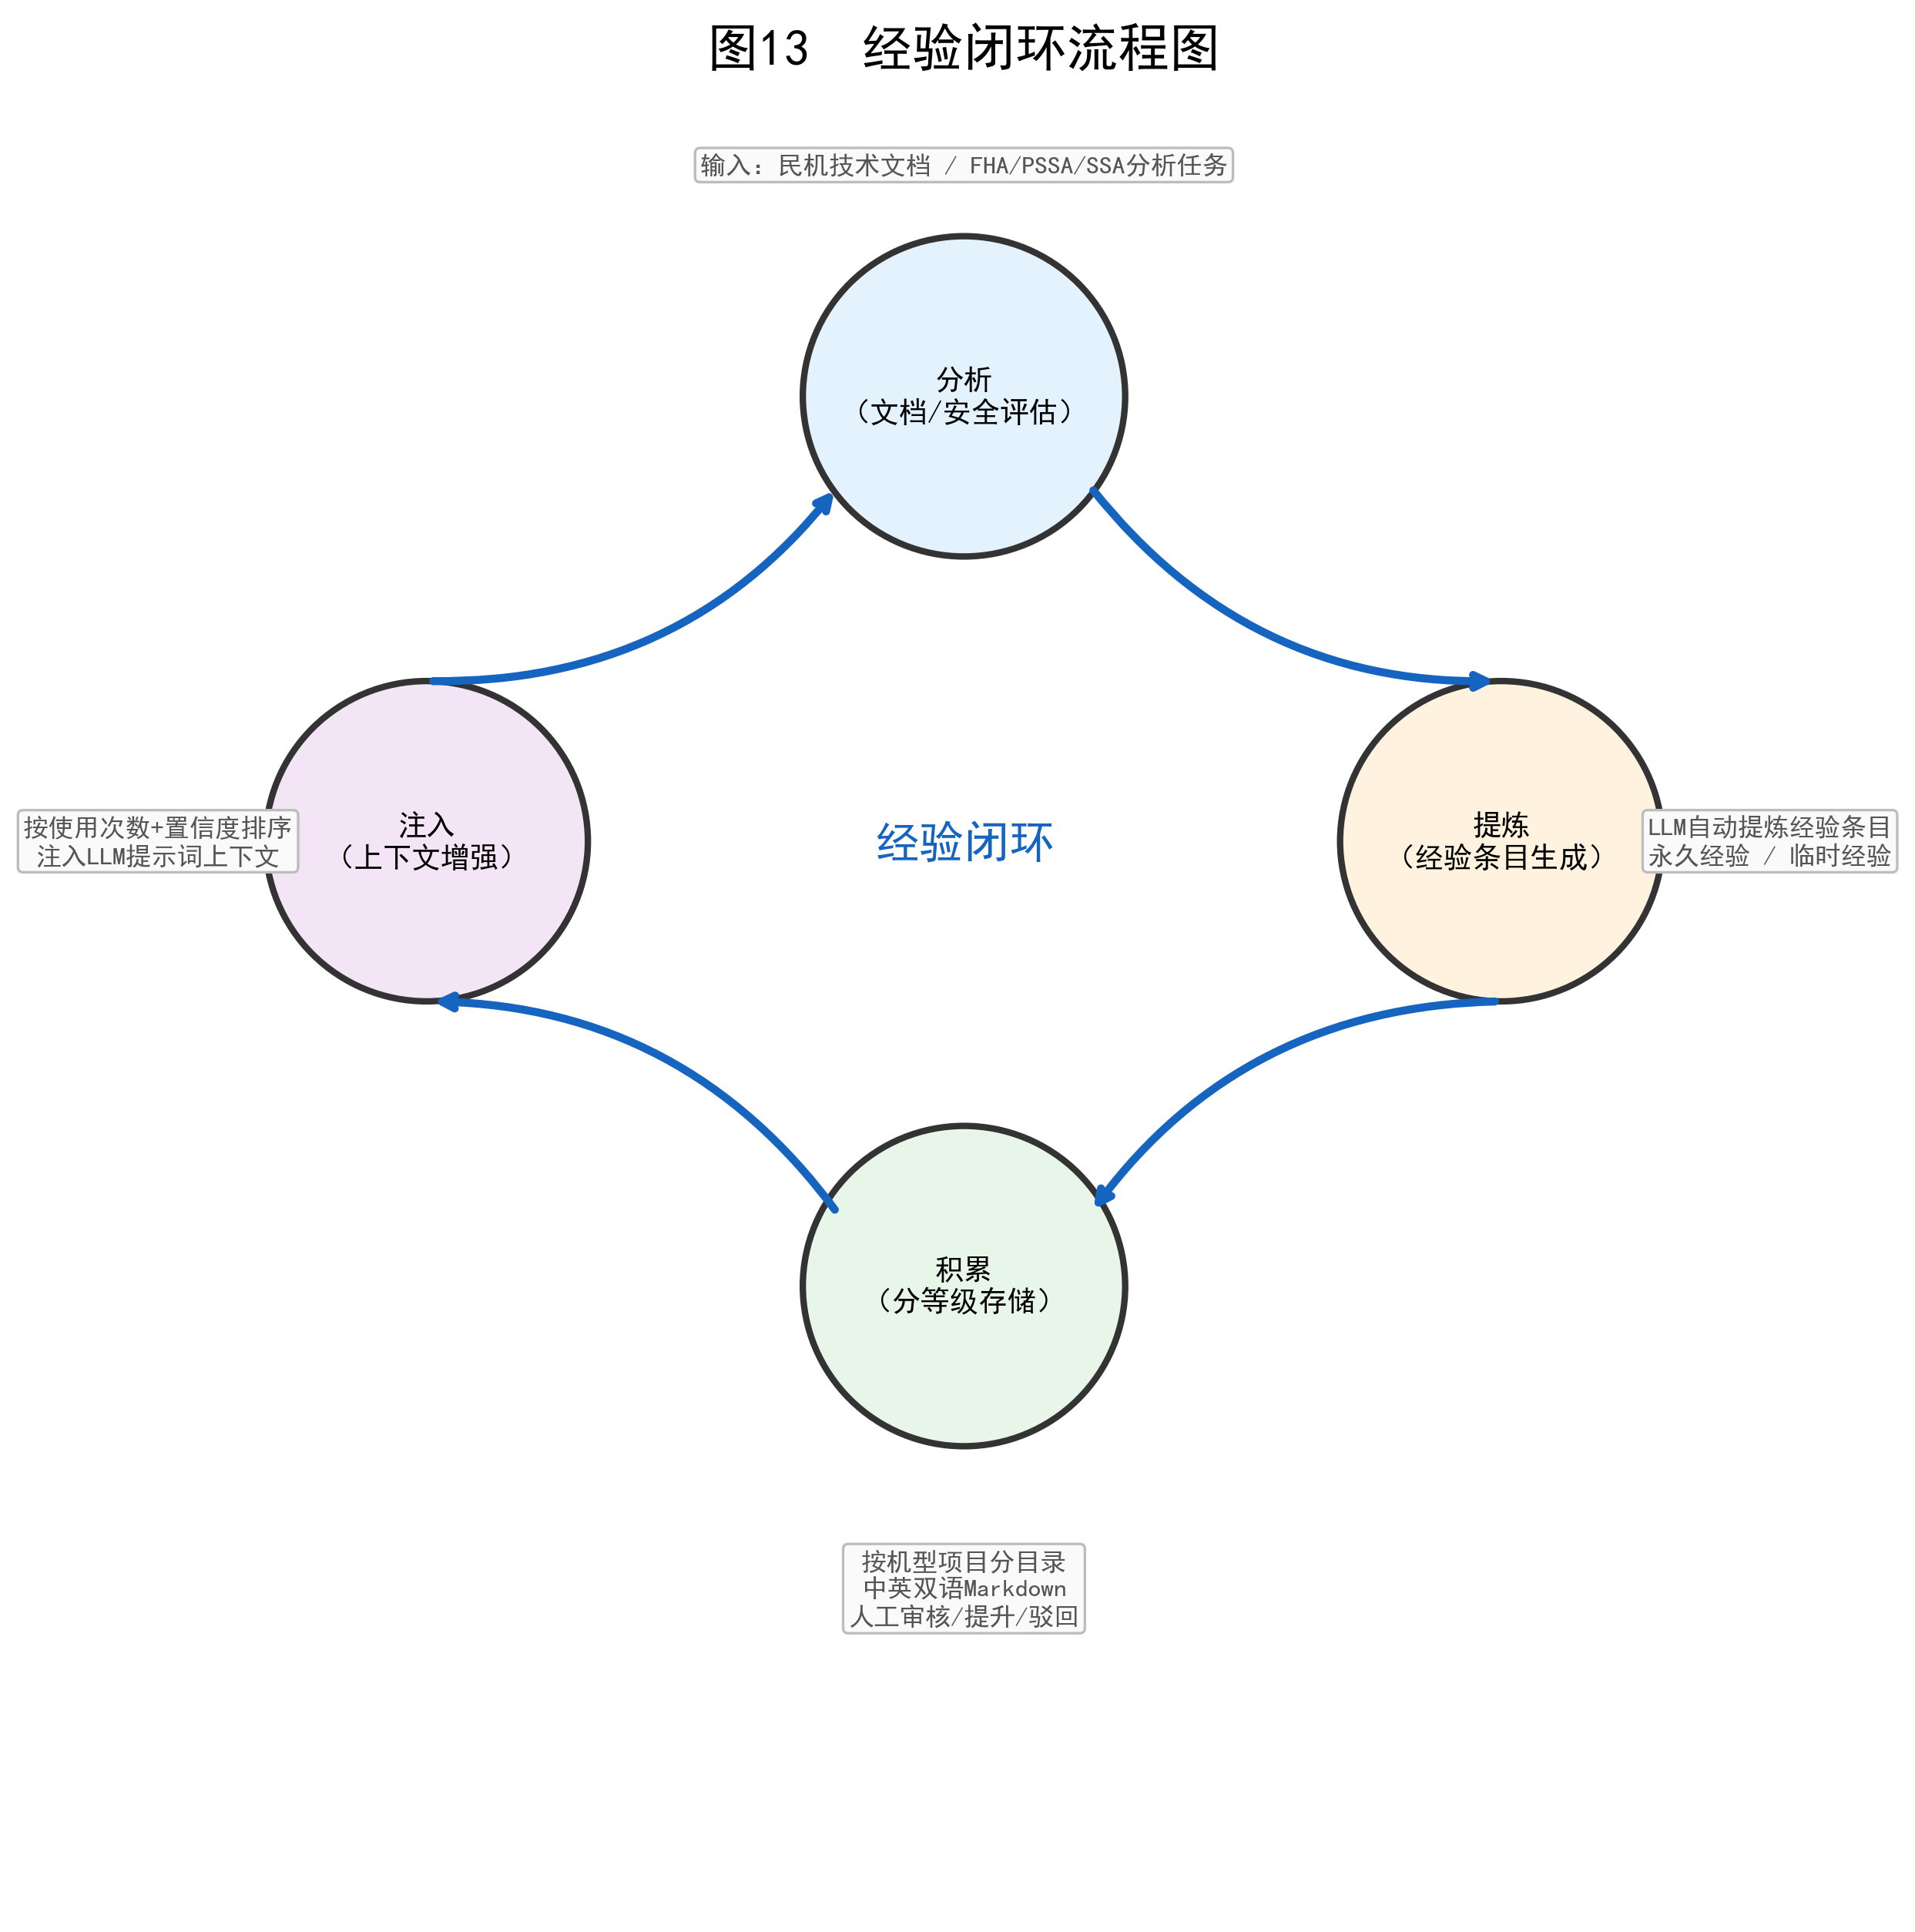 图13 经验闭环流程图
输入：民机技术文档 / FHA/PSSA/SSA分析任务
分析
（文档/安全评估）
按使用次数+置信度排序
注入LLM提示词上下文
注入
（上下文增强）
经验闭环
提炼
（经验条目生成）
LLM自动提炼经验条目
永久经验 / 临时经验
积累
（分等级存储）
按机型项目分目录
中英双语Markdown
人工审核/提升/驳回